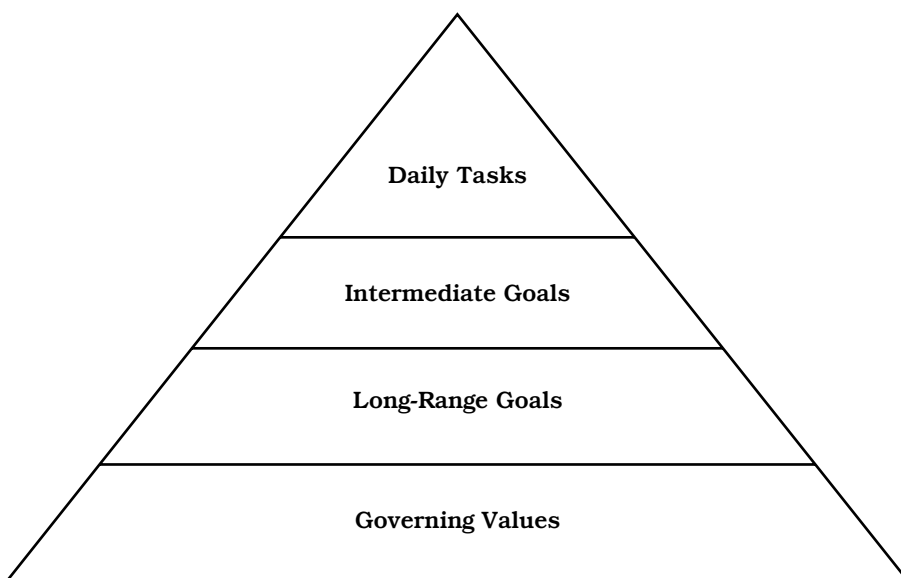 Daily Tasks
Intermediate Goals
Long-Range Goals
Governing Values